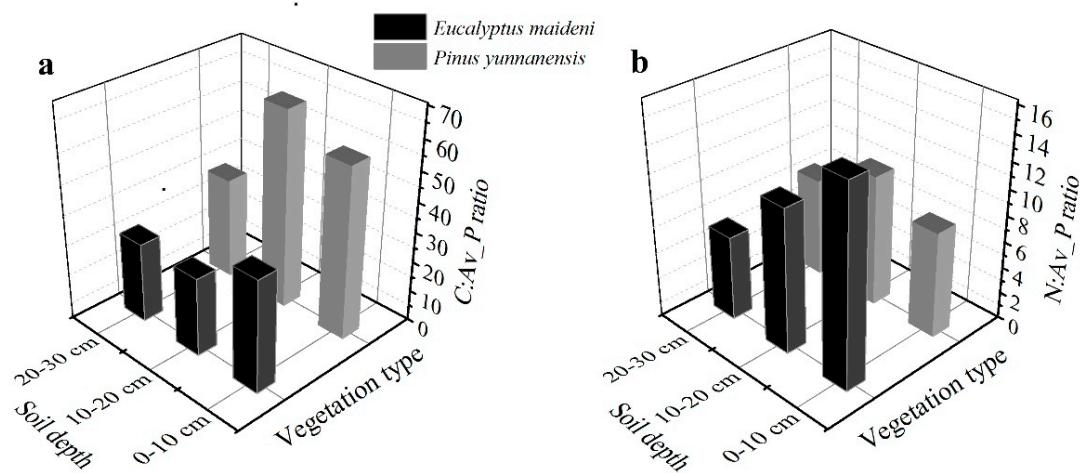 Eucalyptus maideni
Pinus yunnanensis
a
70
60
50
40
30
20
10
0
C:Av_P ratio
20-30 cm
10-20 cm
0-10 cm
Soil depth
Vegetation type
b
16
14
12
10
8
6
4
2
0
N:Av_P ratio
20-30 cm
10-20 cm
0-10 cm
Soil depth
Vegetation type